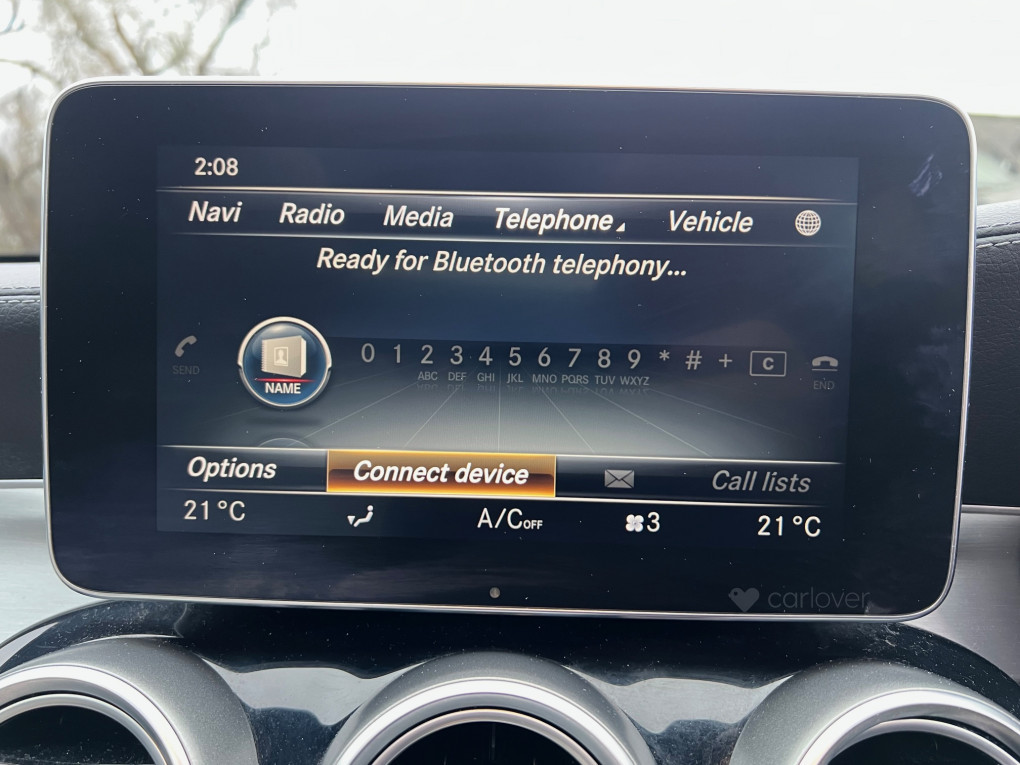 2:08
Navi Radio Media Telephone Vehicle
Ready for Bluetooth telephony...
SEND NAME 0 1 2 3 4 5 6 7 8 9 * # + C END
ABC DEF GHI JKL MNO PQRS TUV WXYZ
Options Connect device Call lists
21°C A/C OFF 3 21°C
carlover